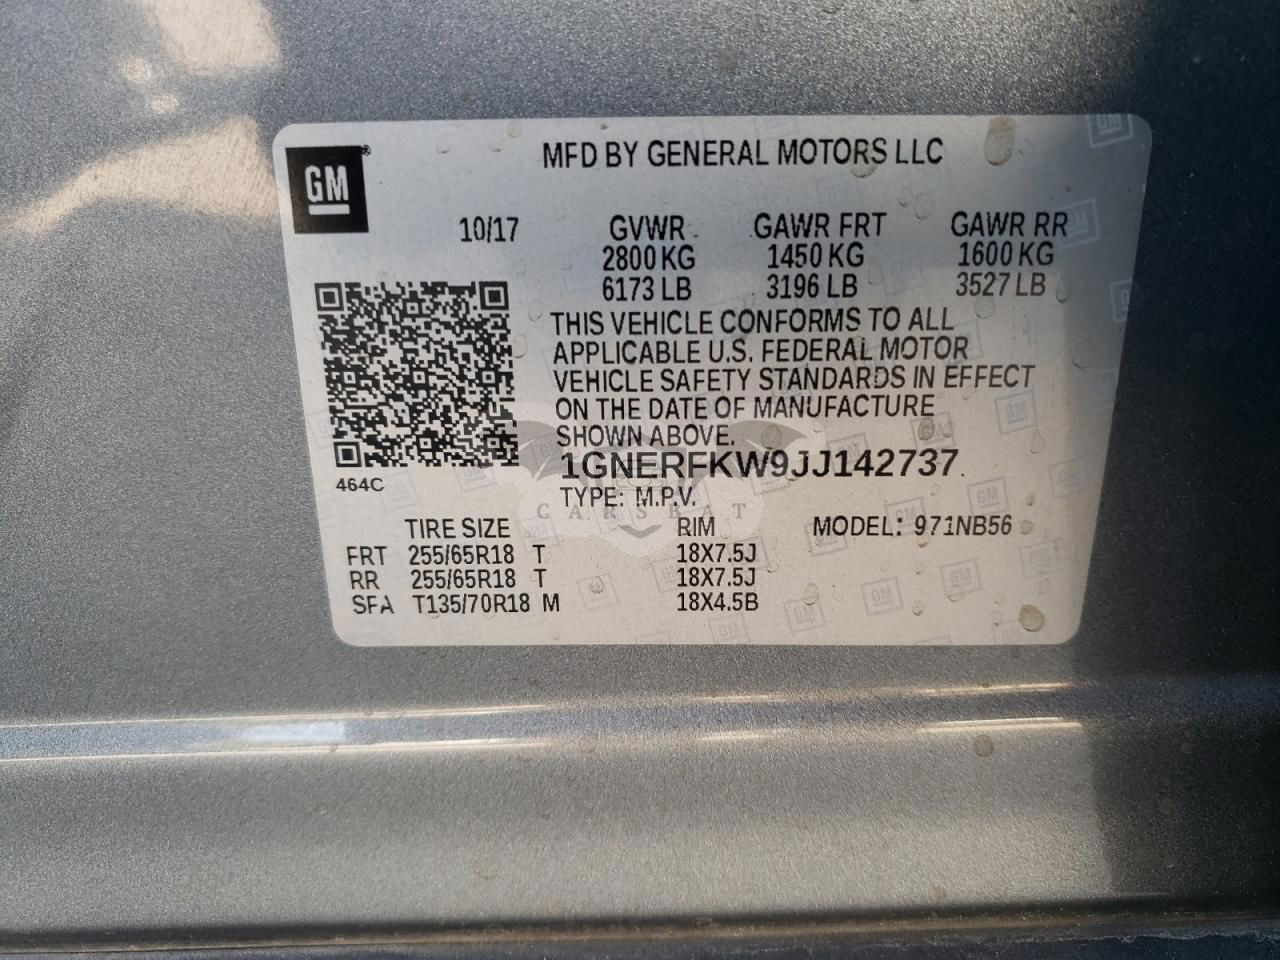 MFD BY GENERAL MOTORS LLC
GM
10/17 GVWR GAWR FRT GAWR RR
2800 KG 1450 KG 1600 KG
6173 LB 3196 LB 3527 LB
THIS VEHICLE CONFORMS TO ALL
APPLICABLE U.S. FEDERAL MOTOR
VEHICLE SAFETY STANDARDS IN EFFECT
ON THE DATE OF MANUFACTURE
SHOWN ABOVE.
1GNERFKW9JJ142737
464C
TYPE: M.P.V.
CARSBAT
TIRE SIZE RIM MODEL: 971NB56
FRT 255/65R18 T 18X7.5J
RR 255/65R18 T 18X7.5J
SFA T135/70R18 M 18X4.5B